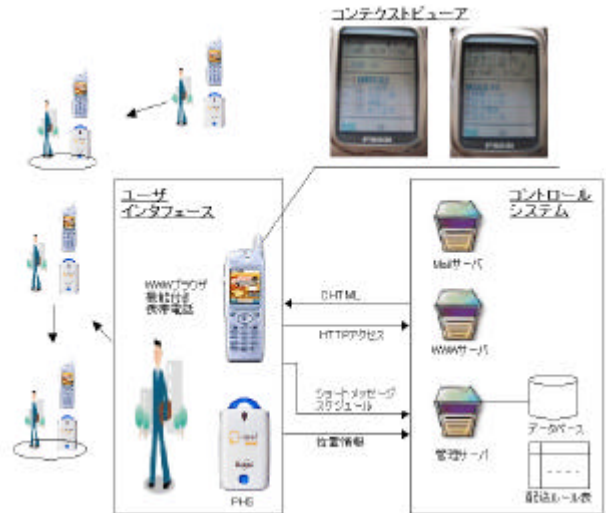 コンテクストビューア
ユーザ
インタフェース
WWWブラウザ
機能付き
携帯電話
PHS
CHTML
HTTPアクセス
ショートメッセージ
スケジュール
位置情報
コントロール
システム
Mailサーバ
WWWサーバ
管理サーバ
データベース
配送ルール表